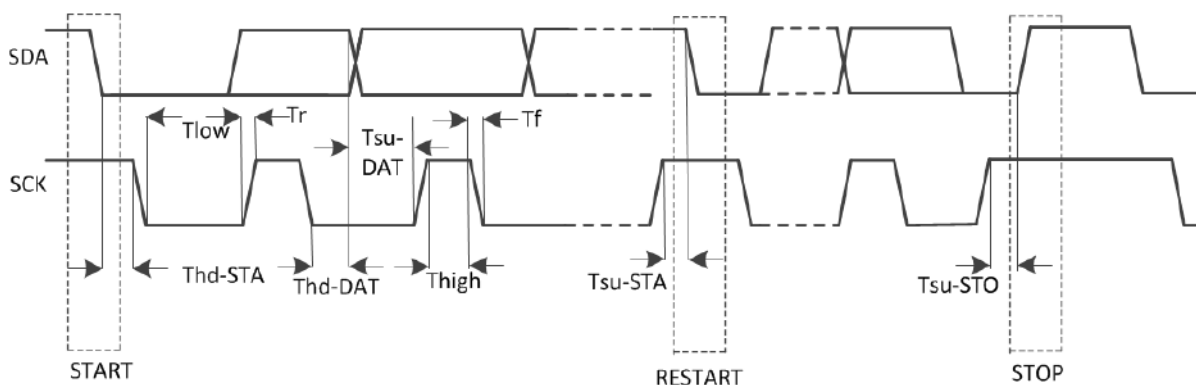 SDA
Tlow
Tr
Tsu-
DAT
Tf
SCK
Thd-STA
Thd-DAT
Thigh
Tsu-STA
Tsu-STO
START
RESTART
STOP